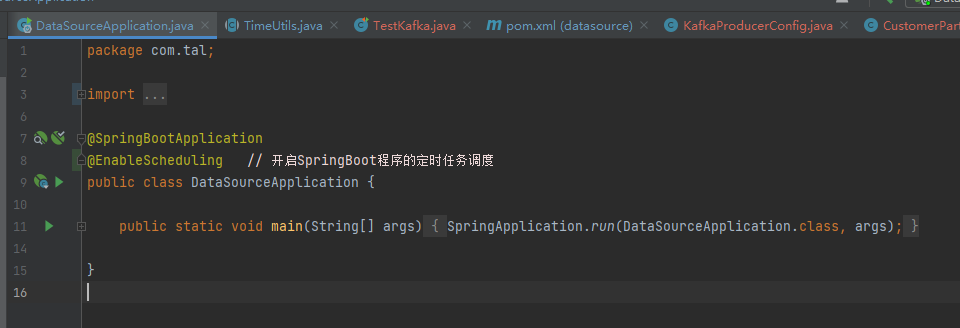 DataSourceApplication.java
TimeUtils.java
TestKafka.java
pom.xml (datasource)
KafkaProducerConfig.java
CustomerPart
1 package com.tal;
2
3 import ...
6
7 @SpringBootApplication
8 @EnableScheduling // 开启SpringBoot程序的定时任务调度
9 public class DataSourceApplication {
10
11 public static void main(String[] args) { SpringApplication.run(DataSourceApplication.class, args); }
14
15 }
16